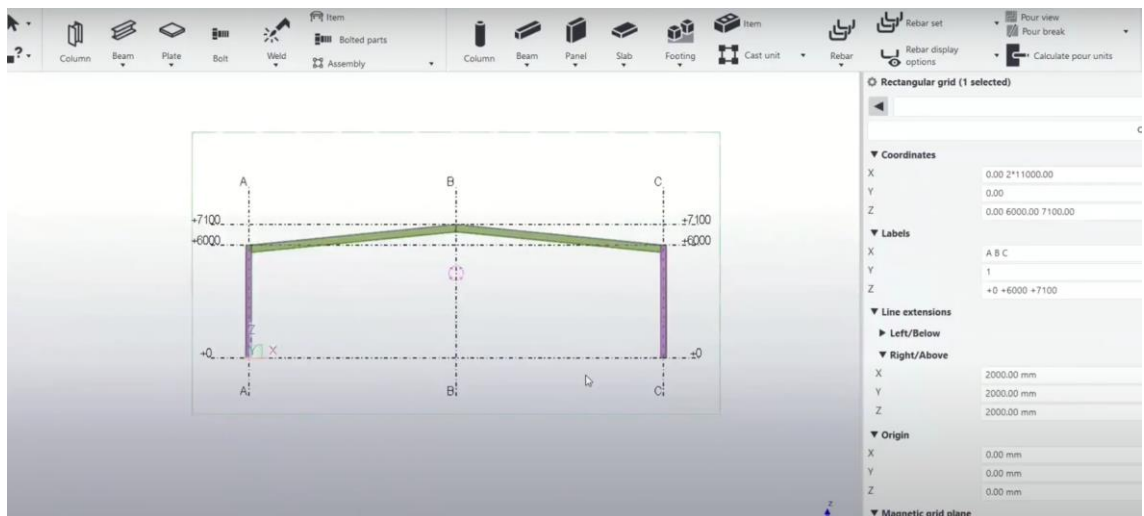 Item
Bolted parts
Assembly
Column Beam Plate Bolt Weld
Item
Cast unit
Column Beam Panel Slab Footing
Rebar
Rebar set
Rebar display options
Pour view
Pour break
Calculate pour units
?
Rectangular grid (1 selected)
Coordinates
X 0.00 2*11000.00
Y 0.00
Z 0.00 6000.00 7100.00
Labels
X A B C
Y 1
Z +0 +6000 +7100
Line extensions
Left/Below
Right/Above
X 2000.00 mm
Y 2000.00 mm
Z 2000.00 mm
Origin
X 0.00 mm
Y 0.00 mm
Z 0.00 mm
Magnetic grid plane
A B C
+7100 +7100
+6000 +6000
Z
X
+0 +0
A B C
z